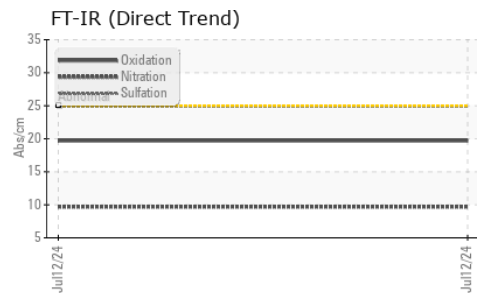 FT-IR (Direct Trend)
35
30
25
20
15
10
5
Abs/cm
Oxidation
Nitration
Sulfation
Abnormal
Jul12/24
Jul12/24